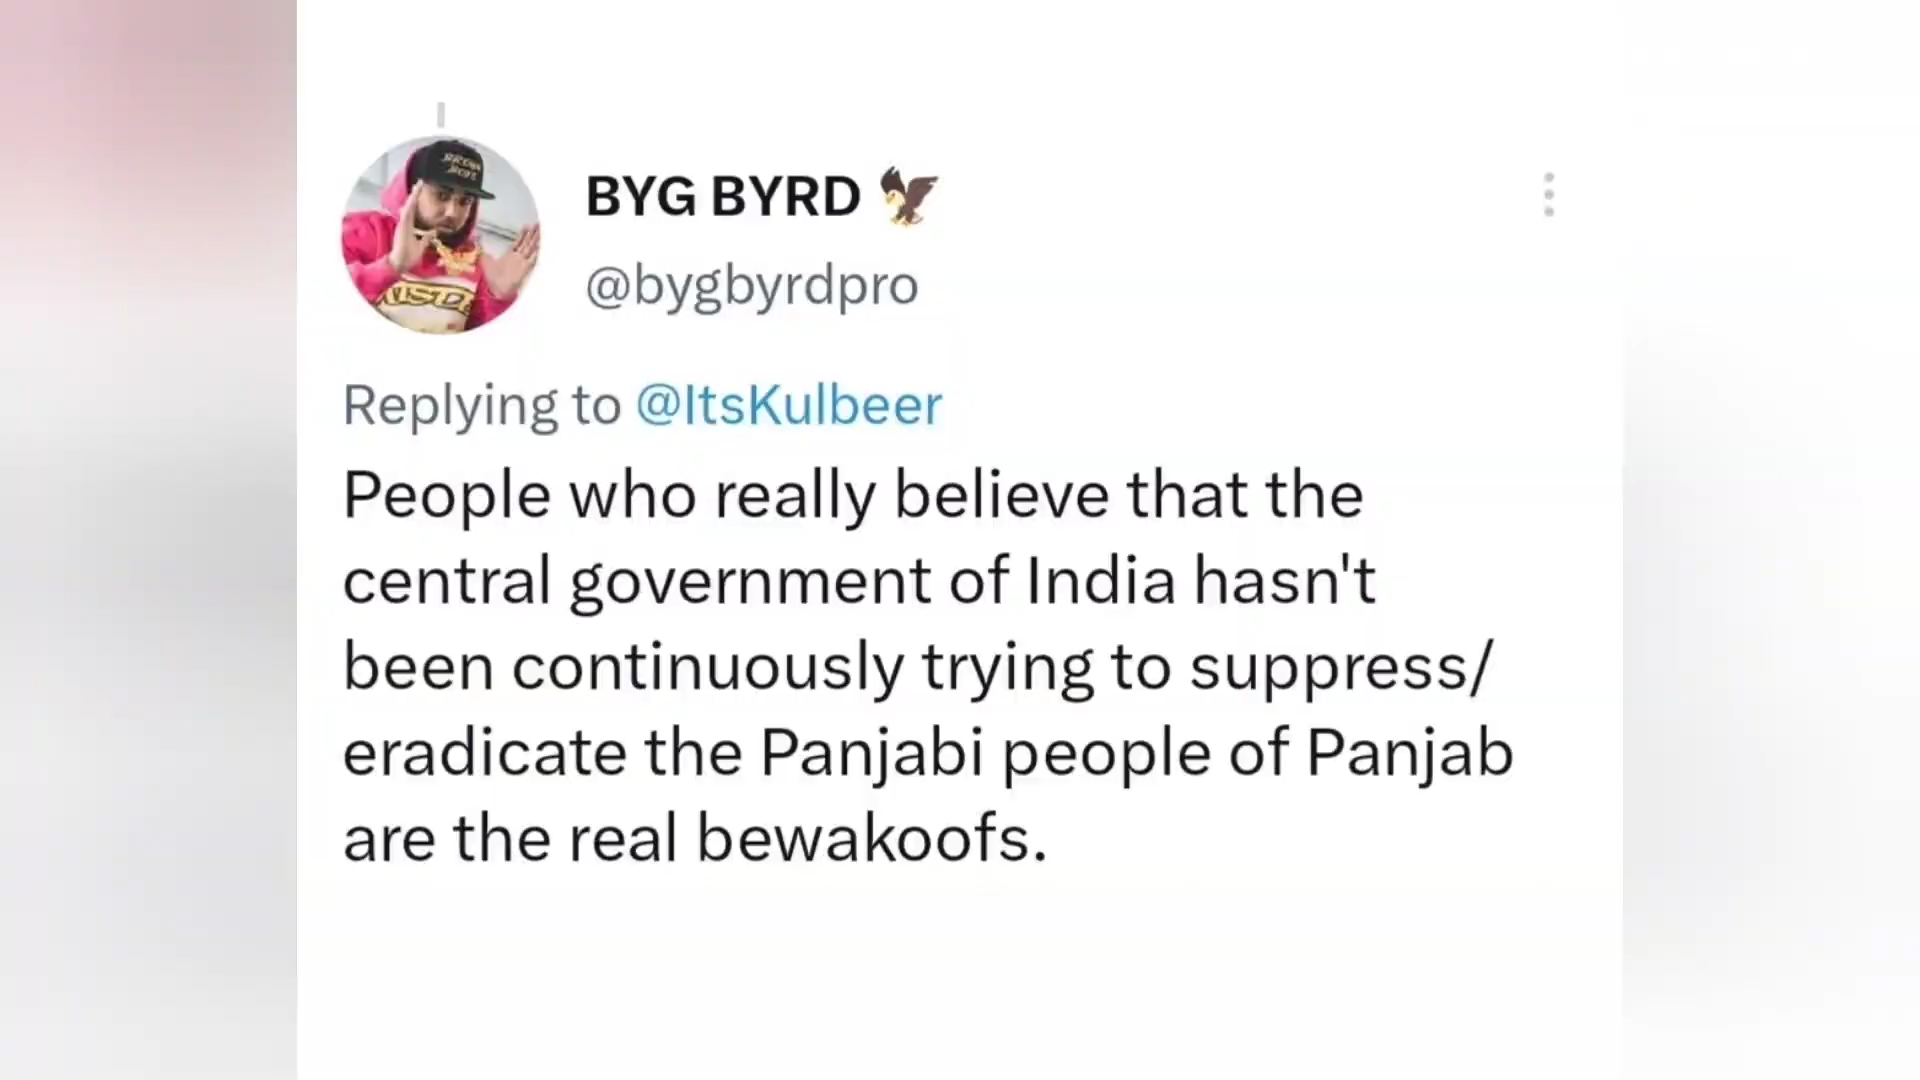 BYG BYRD 🦅
@bygbyrdpro
Replying to @ItsKulbeer
People who really believe that the
central government of India hasn't
been continuously trying to suppress/
eradicate the Panjabi people of Panjab
are the real bewakoofs.